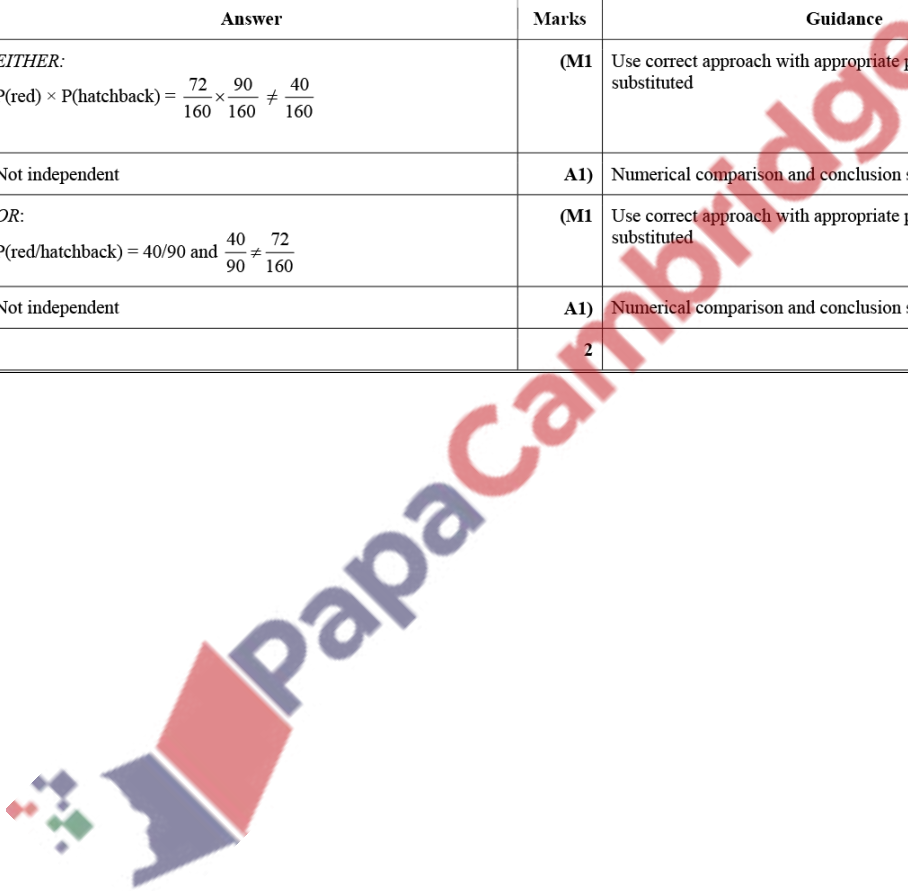 Answer Marks Guidance
EITHER: (M1 Use correct approach with appropriate
substituted
P(red) × P(hatchback) = 72/160 × 90/160 ≠ 40/160
Not independent A1) Numerical comparison and conclusion
OR: (M1 Use correct approach with appropriate
substituted
P(red/hatchback) = 40/90 and 40/90 ≠ 72/160
Not independent A1) Numerical comparison and conclusion
2
PapaCambridge